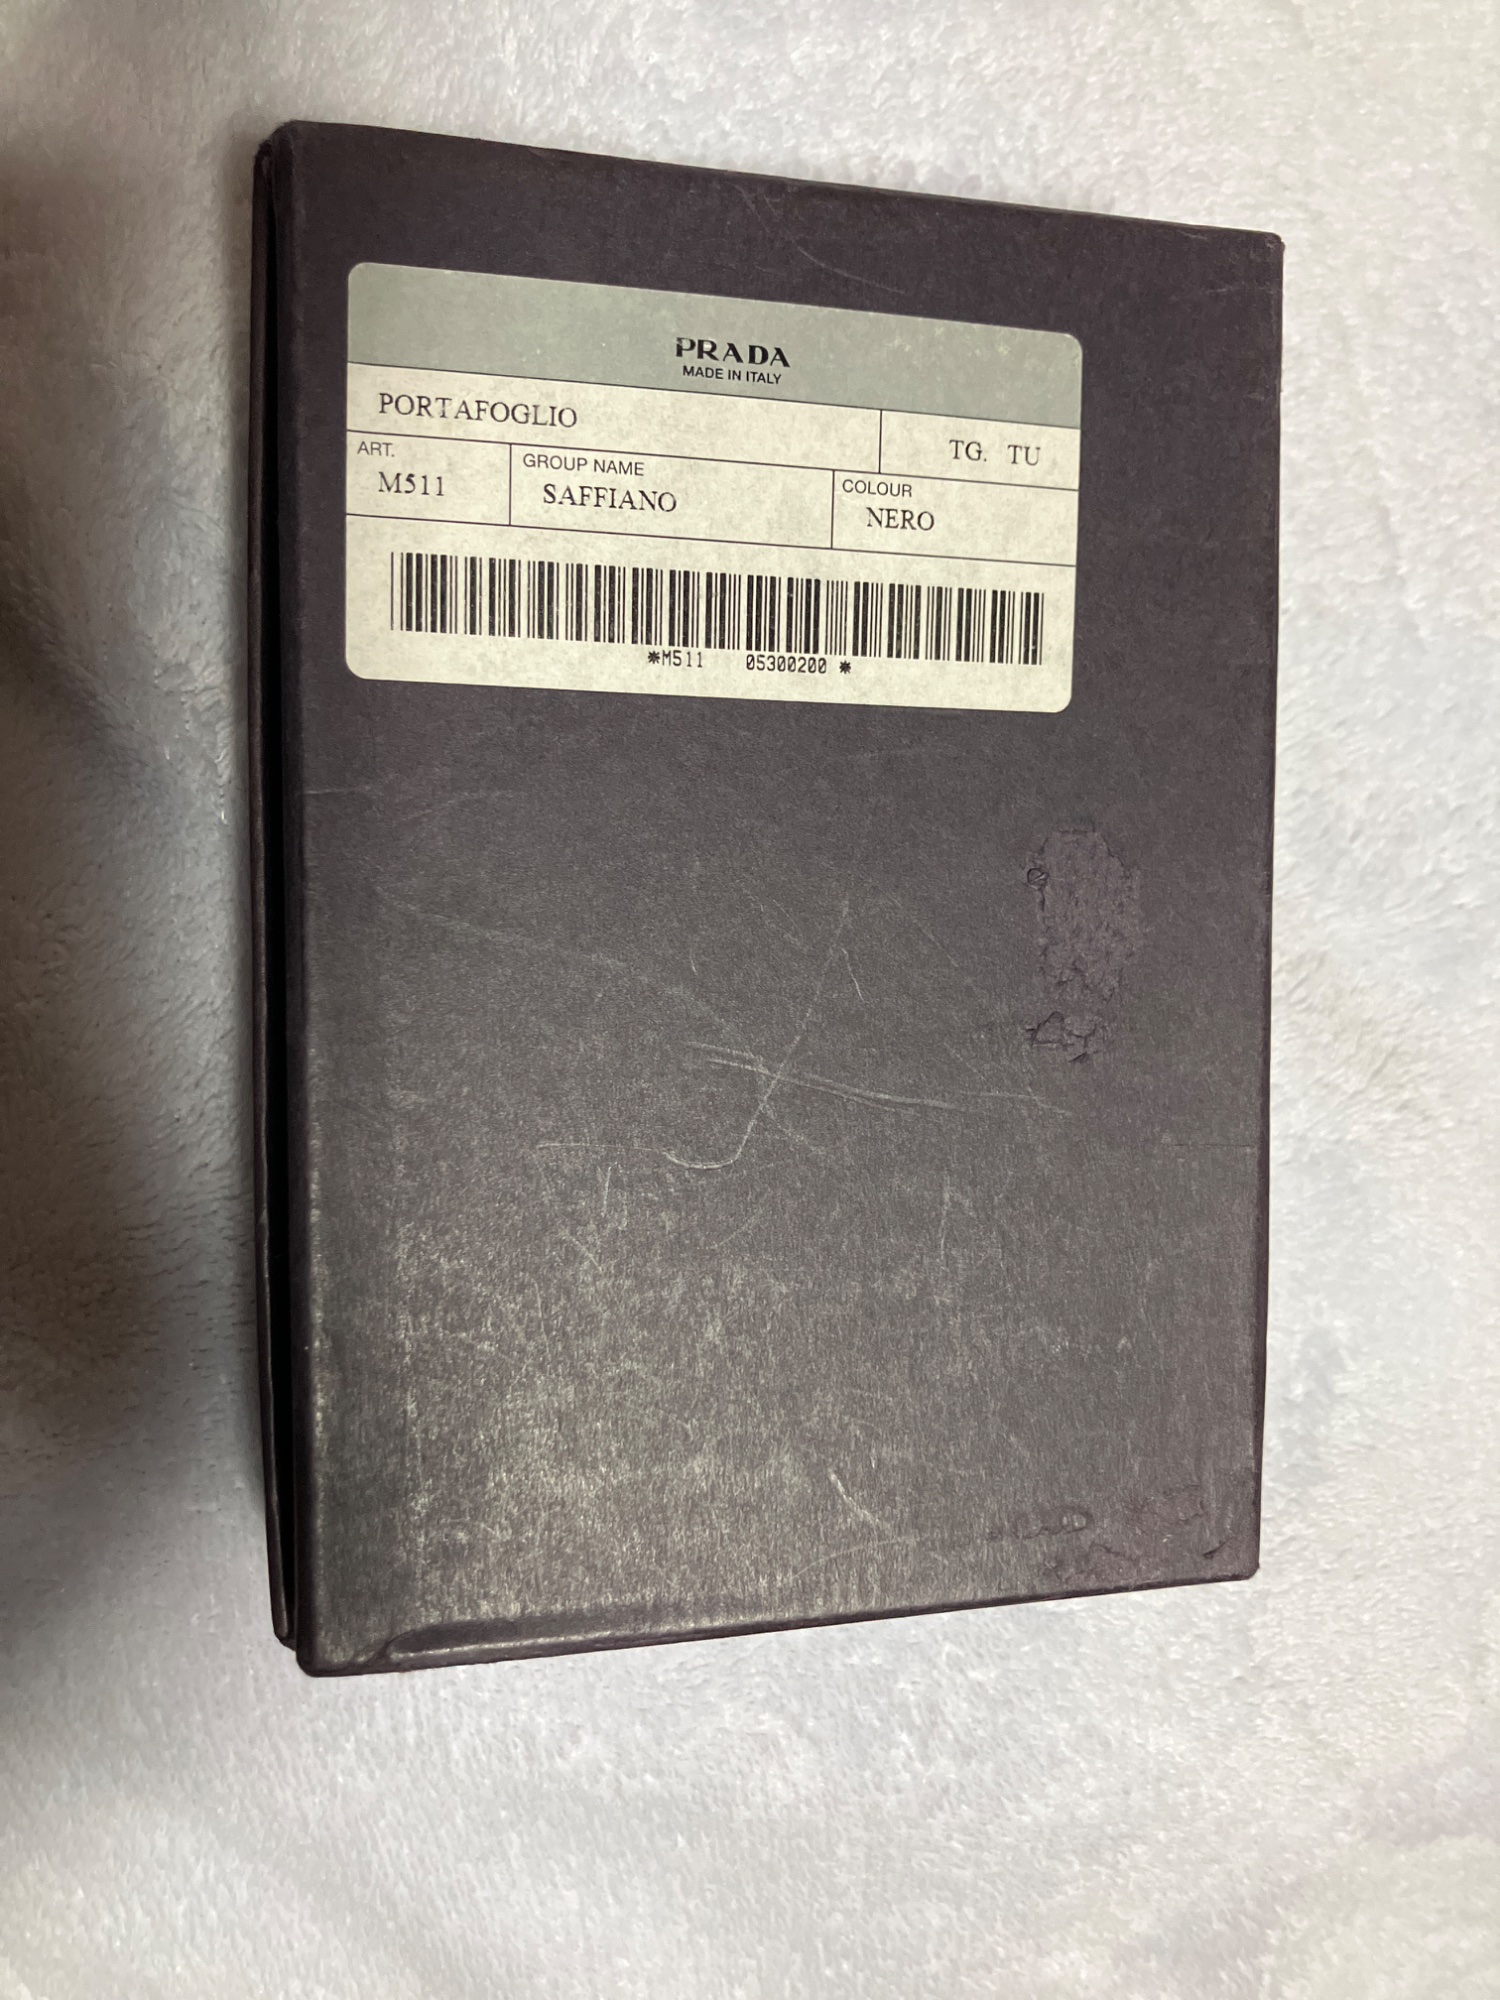 PRADA
MADE IN ITALY
PORTAFOGLIO
TG. TU
ART.
M511
GROUP NAME
SAFFIANO
COLOUR
NERO
*M511 05300200 *